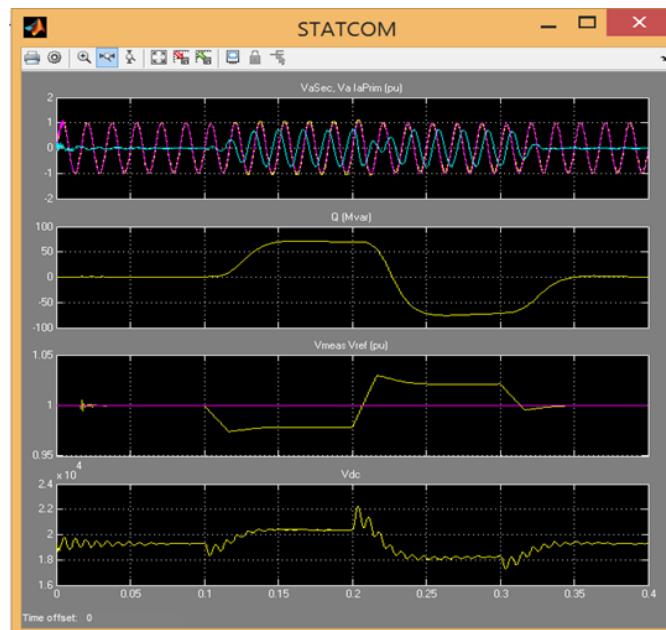 STATCOM
VaSec, Va IaPrim (pu)
2
1
0
-1
-2
Q (Mvar)
100
50
0
-50
-100
Vmeas Vref (pu)
1.05
1
0.95
Vdc
x 10^4
2.4
2.2
2
1.8
1.6
0 0.05 0.1 0.15 0.2 0.25 0.3 0.35 0.4
Time offset: 0